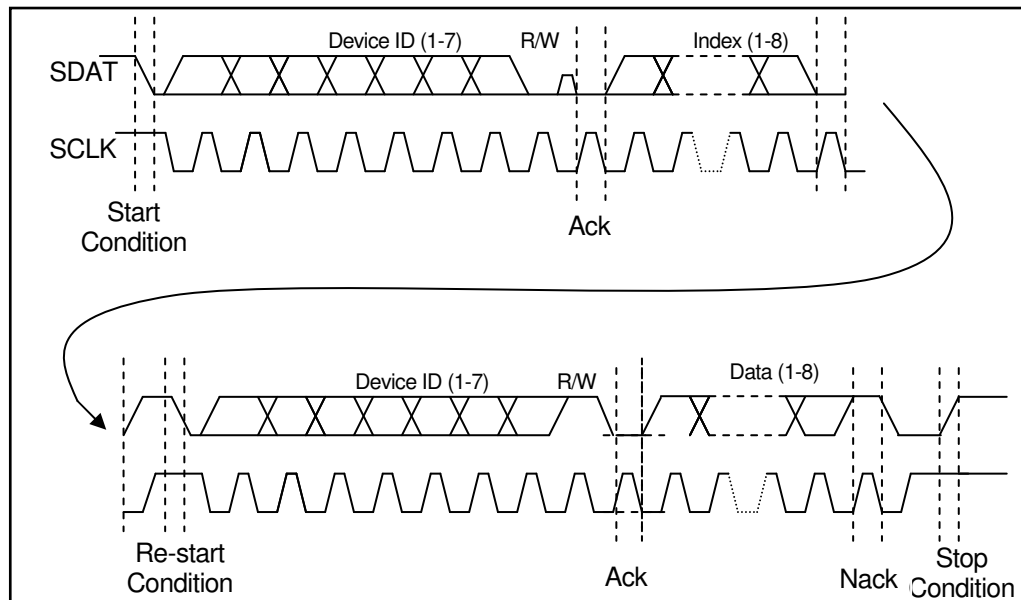 Device ID (1-7)
R/W
Index (1-8)
SDAT
SCLK
Start
Condition
Ack
Device ID (1-7)
R/W
Data (1-8)
Re-start
Condition
Ack
Nack
Stop
Condition